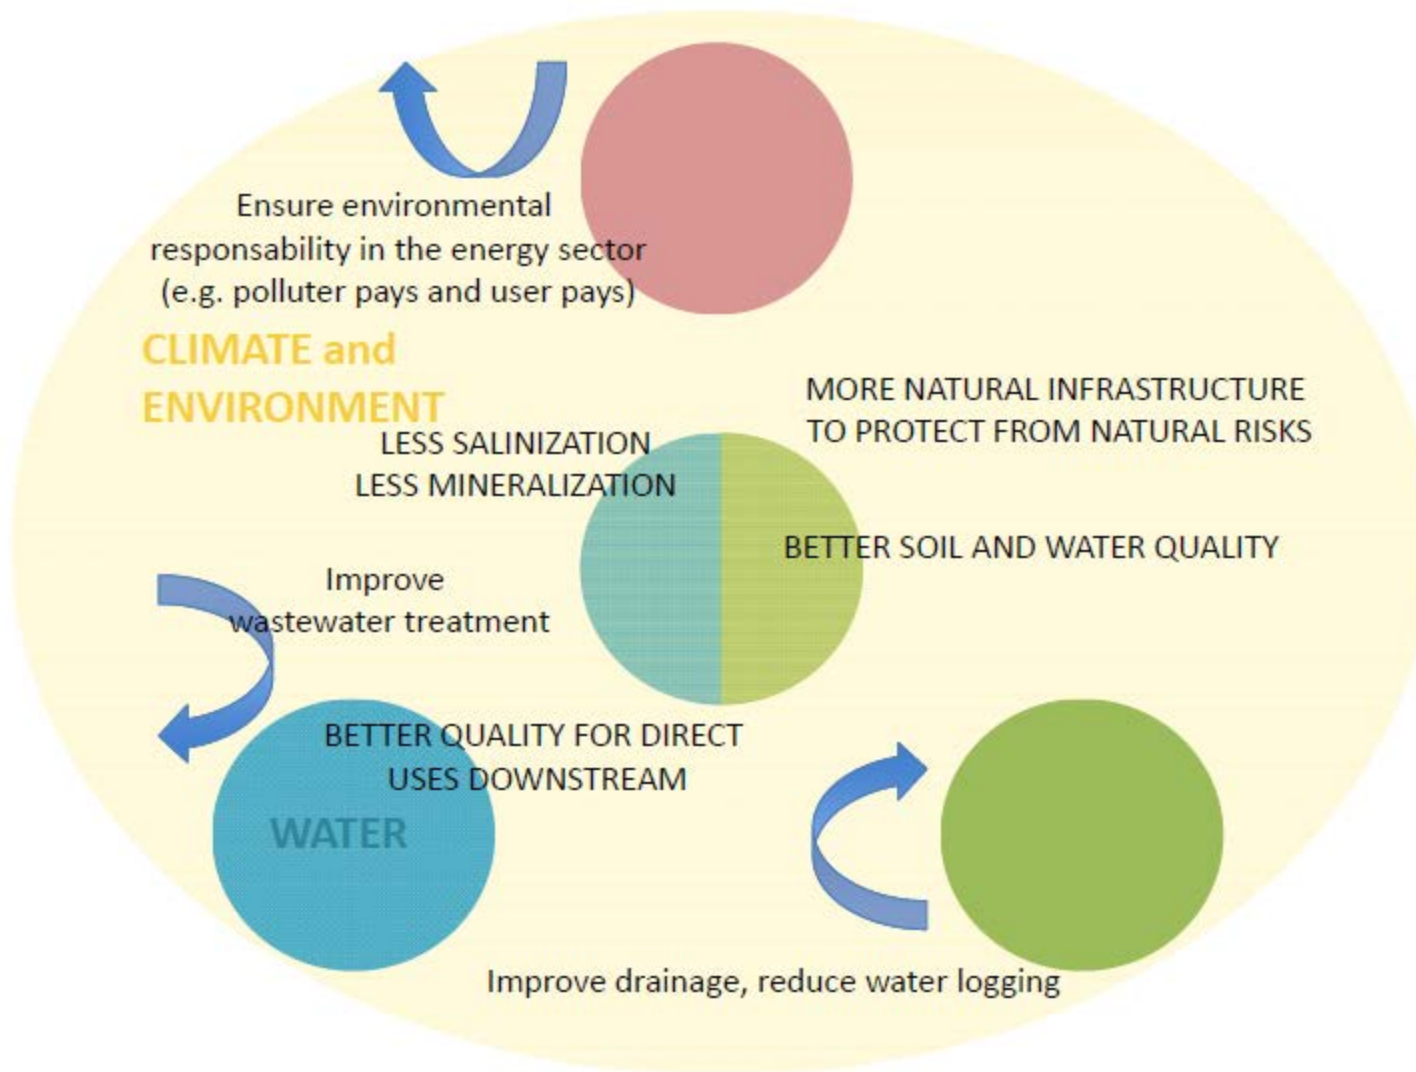 Ensure environmental
responsability in the energy sector
(e.g. polluter pays and user pays)
CLIMATE and
ENVIRONMENT
MORE NATURAL INFRASTRUCTURE
TO PROTECT FROM NATURAL RISKS
LESS SALINIZATION
LESS MINERALIZATION
BETTER SOIL AND WATER QUALITY
Improve
wastewater treatment
BETTER QUALITY FOR DIRECT
USES DOWNSTREAM
WATER
Improve drainage, reduce water logging